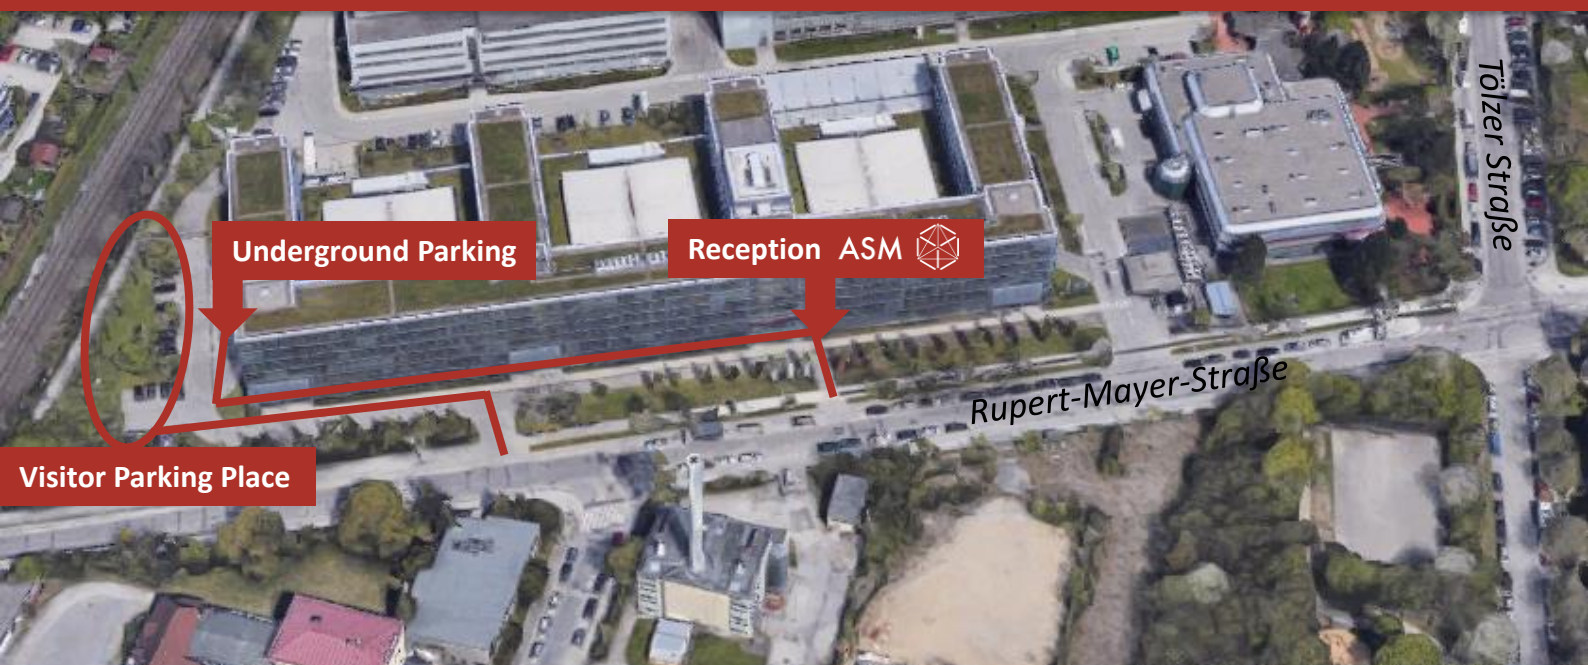 Tölzer Straße
Underground Parking
Reception ASM
Rupert-Mayer-Straße
Visitor Parking Place